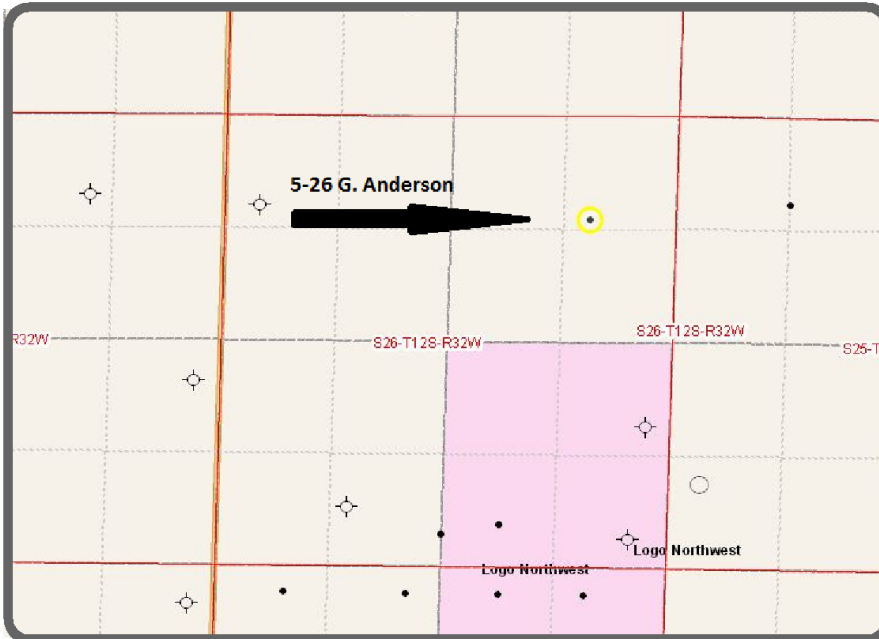 5-26 G. Anderson
R32W
S26-T12S-R32W
S26-T12S-R32W
S25-T
Logo Northwest
Logo Northwest